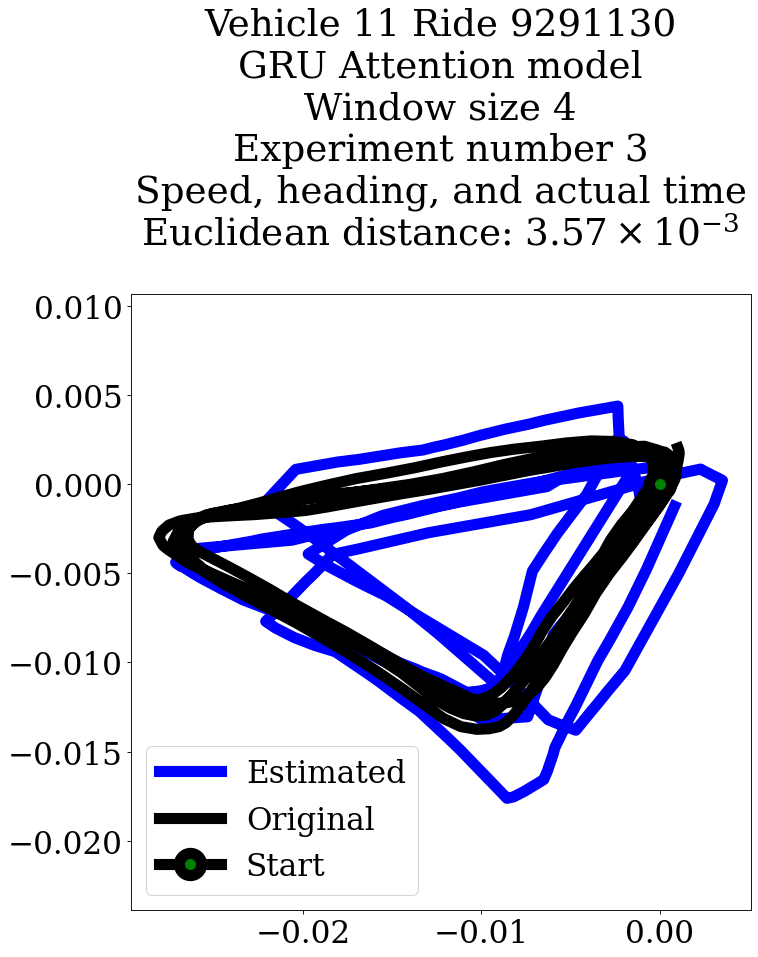 Vehicle 11 Ride 9291130
GRU Attention model
Window size 4
Experiment number 3
Speed, heading, and actual time
Euclidean distance: 3.57 × 10⁻³
0.010
0.005
0.000
−0.005
−0.010
−0.015
−0.020
Estimated
Original
Start
−0.02
−0.01
0.00